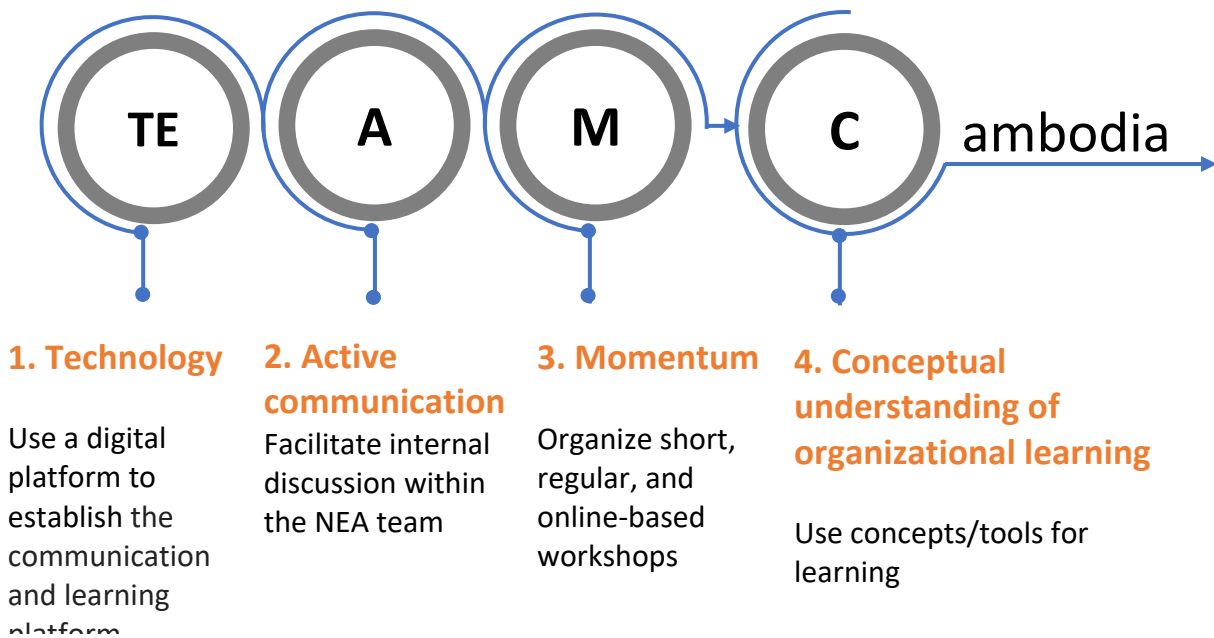 TE
A
M
C
ambodia
1. Technology
Use a digital
platform to
establish the
communication
and learning
platform
2. Active
communication
Facilitate internal
discussion within
the NEA team
3. Momentum
Organize short,
regular, and
online-based
workshops
4. Conceptual
understanding of
organizational learning
Use concepts/tools for
learning